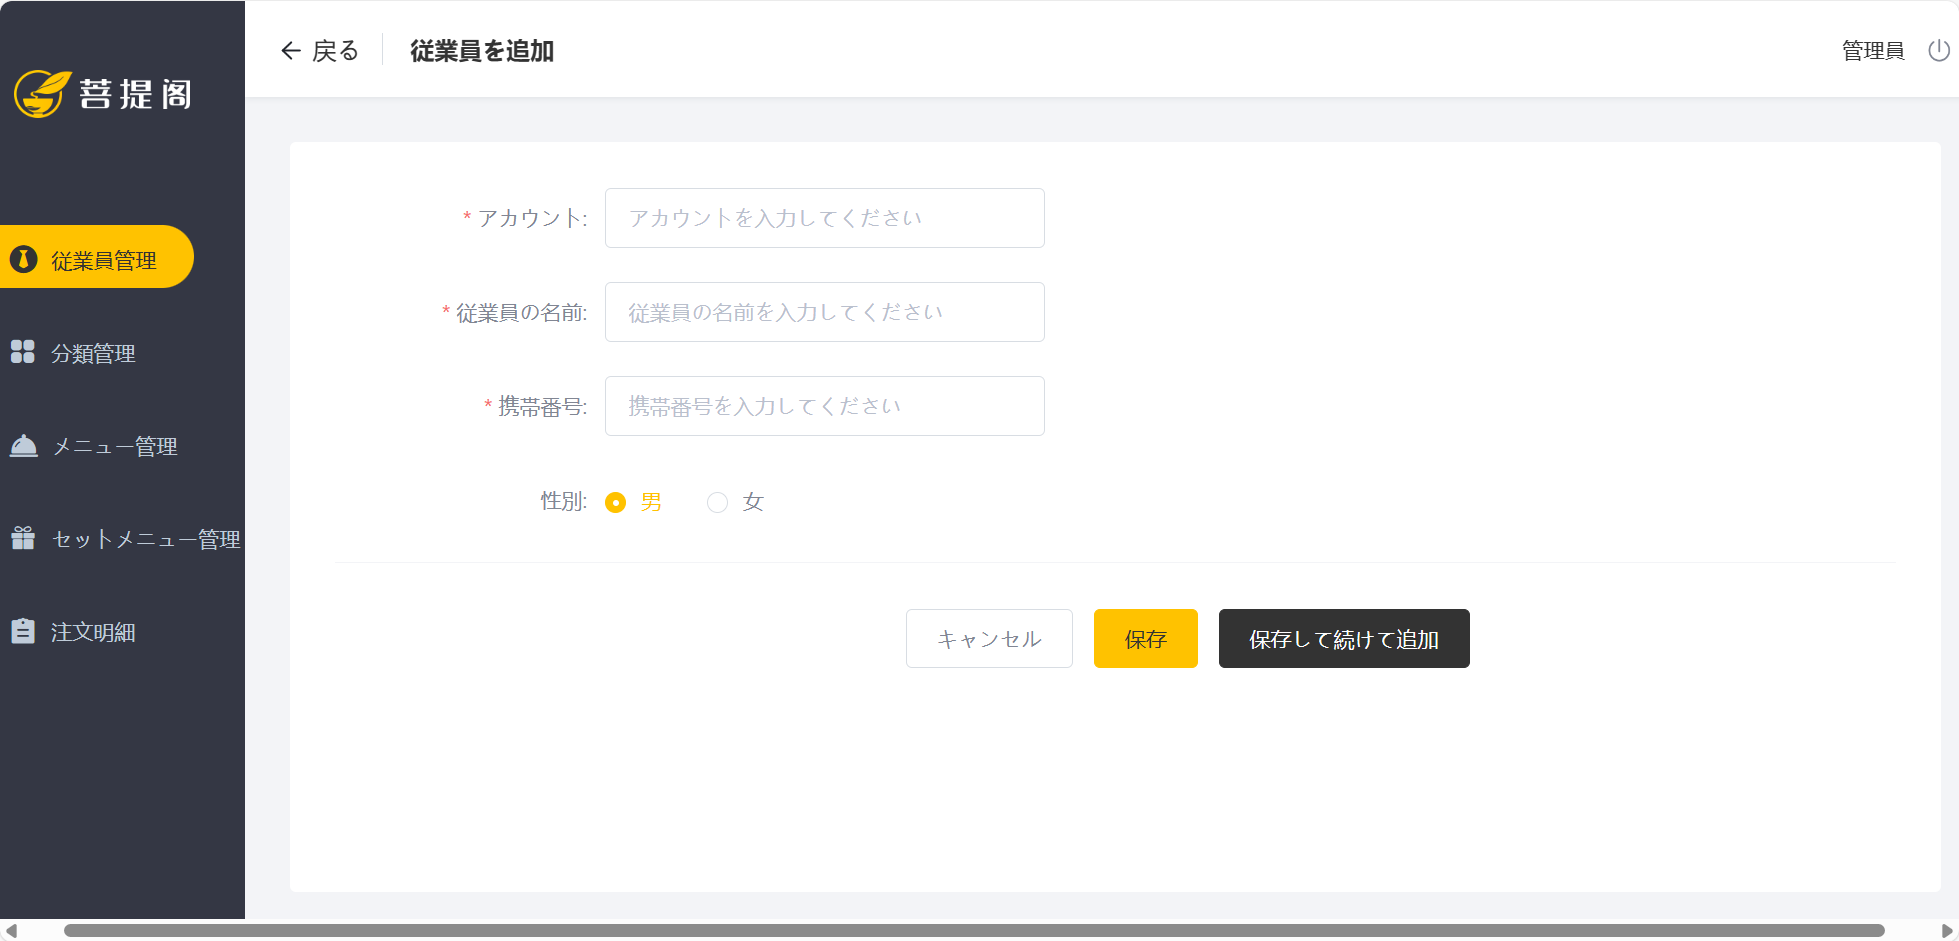 菩提阁
従業員管理
分類管理
メニュー管理
セットメニュー管理
注文明細
戻る
従業員を追加
管理員
* アカウント:
アカウントを入力してください
* 従業員の名前:
従業員の名前を入力してください
* 携帯番号:
携帯番号を入力してください
性別:
男
女
キャンセル
保存
保存して続けて追加